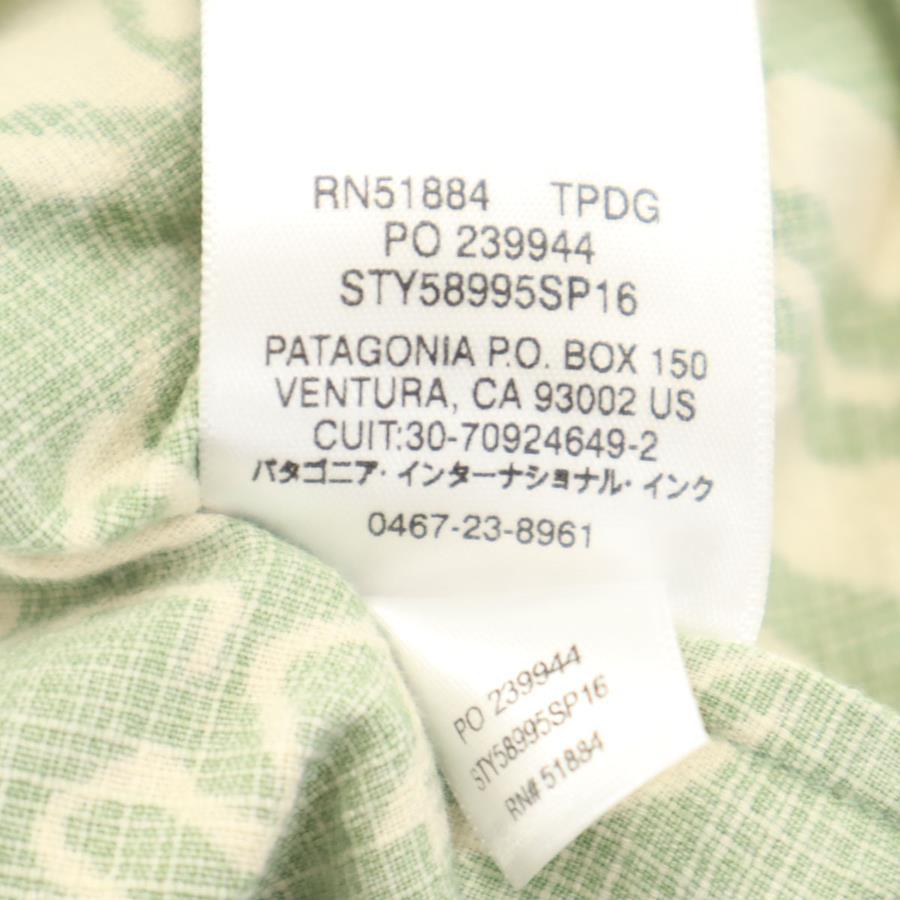 RN51884 TPDG
PO 239944
STY58995SP16
PATAGONIA P.O. BOX 150
VENTURA, CA 93002 US
CUIT:30-70924649-2
パタゴニア・インターナショナル・インク
0467-23-8961
PO 239944
STY58995SP16
RN# 51884